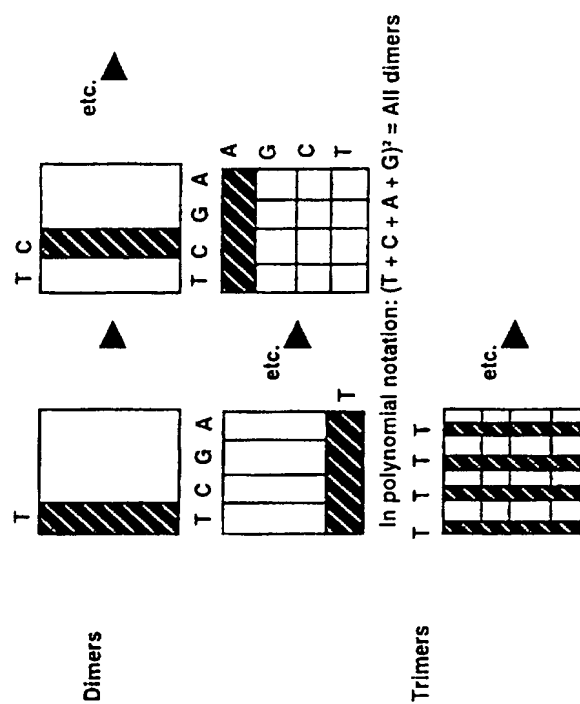 T
T C
Dimers
etc.
T C G A
T C G A
A
G
etc.
C
T
T
In polynomial notation: (T + C + A + G)² = All dimers
Trimers
T T T T
etc.